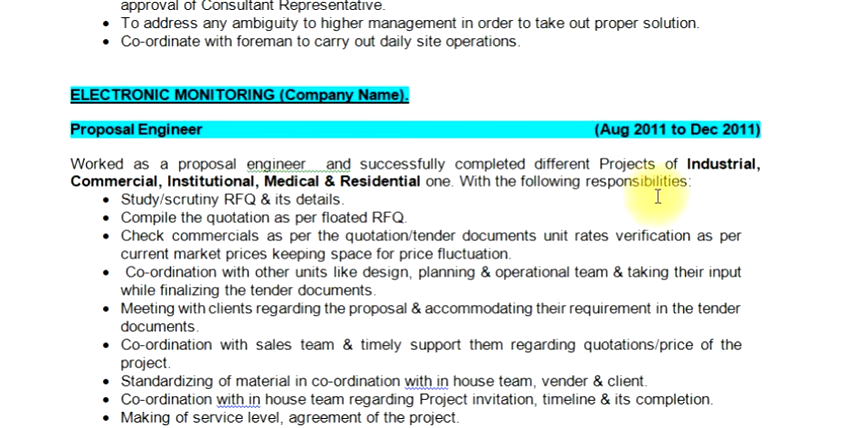 approval of Consultant Representative.
• To address any ambiguity to higher management in order to take out proper solution.
• Co-ordinate with foreman to carry out daily site operations.
ELECTRONIC MONITORING (Company Name).
Proposal Engineer (Aug 2011 to Dec 2011)
Worked as a proposal engineer and successfully completed different Projects of Industrial,
Commercial, Institutional, Medical & Residential one. With the following responsibilities:
• Study/scrutiny RFQ & its details.
• Compile the quotation as per floated RFQ.
• Check commercials as per the quotation/tender documents unit rates verification as per
current market prices keeping space for price fluctuation.
• Co-ordination with other units like design, planning & operational team & taking their input
while finalizing the tender documents.
• Meeting with clients regarding the proposal & accommodating their requirement in the tender
documents.
• Co-ordination with sales team & timely support them regarding quotations/price of the
project.
• Standardizing of material in co-ordination with in house team, vender & client.
• Co-ordination with in house team regarding Project invitation, timeline & its completion.
• Making of service level, agreement of the project.